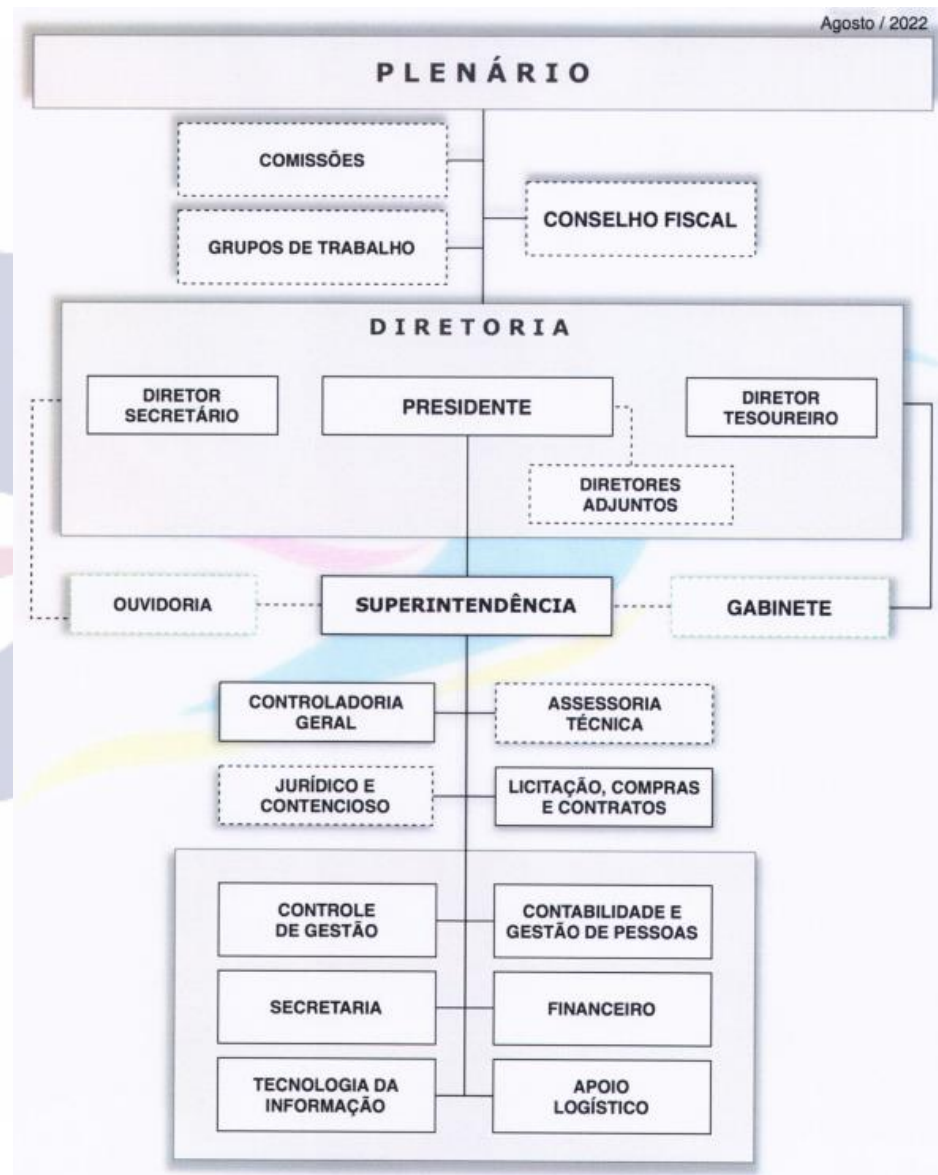 Agosto / 2022
PLENÁRIO
COMISSÕES
CONSELHO FISCAL
GRUPOS DE TRABALHO
DIRETORIA
DIRETOR
SECRETÁRIO
PRESIDENTE
DIRETOR
TESOUREIRO
DIRETORES
ADJUNTOS
OUVIDORIA
SUPERINTENDÊNCIA
GABINETE
CONTROLADORIA
GERAL
ASSESSORIA
TÉCNICA
JURÍDICO E
CONTENCIOSO
LICITAÇÃO, COMPRAS
E CONTRATOS
CONTROLE
DE GESTÃO
CONTABILIDADE E
GESTÃO DE PESSOAS
SECRETARIA
FINANCEIRO
TECNOLOGIA DA
INFORMAÇÃO
APOIO
LOGÍSTICO